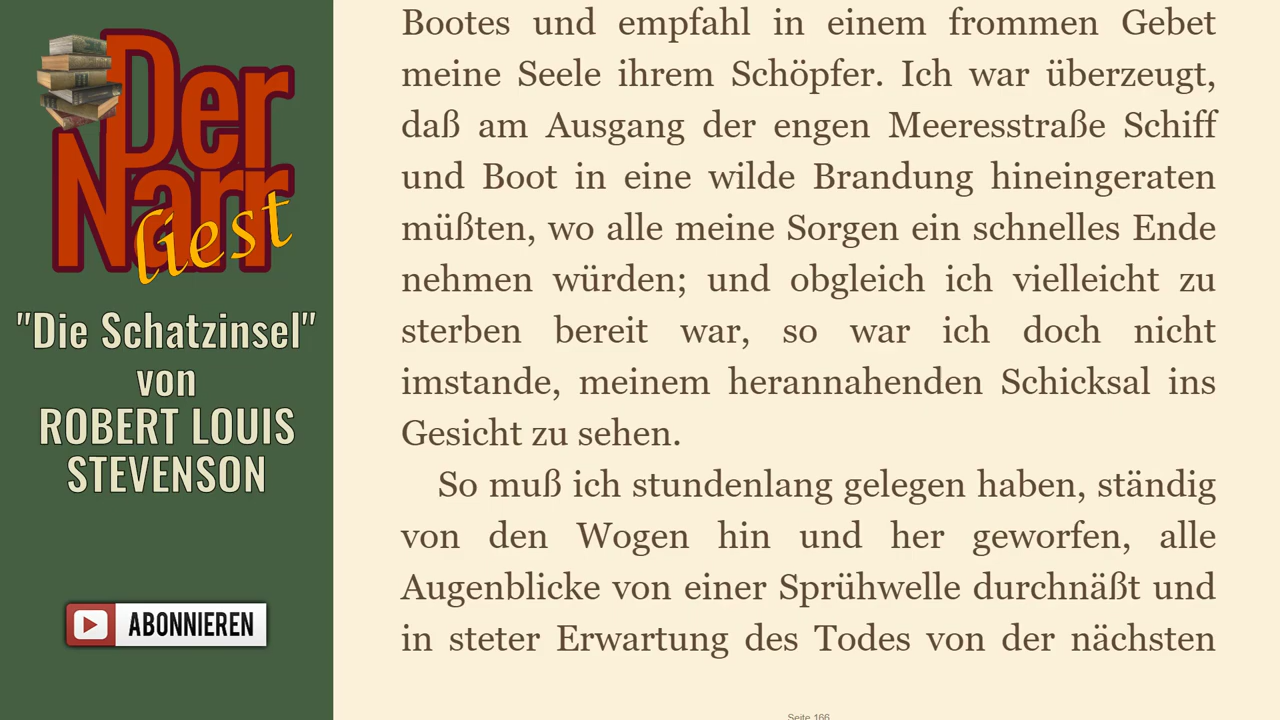 Der
Narr
liest
"Die Schatzinsel"
von
ROBERT LOUIS
STEVENSON
ABONNIEREN
Bootes und empfahl in einem frommen Gebet
meine Seele ihrem Schöpfer. Ich war überzeugt,
daß am Ausgang der engen Meeresstraße Schiff
und Boot in eine wilde Brandung hineingeraten
müßten, wo alle meine Sorgen ein schnelles Ende
nehmen würden; und obgleich ich vielleicht zu
sterben bereit war, so war ich doch nicht
imstande, meinem herannahenden Schicksal ins
Gesicht zu sehen.
So muß ich stundenlang gelegen haben, ständig
von den Wogen hin und her geworfen, alle
Augenblicke von einer Sprühwelle durchnäßt und
in steter Erwartung des Todes von der nächsten
Seite 166